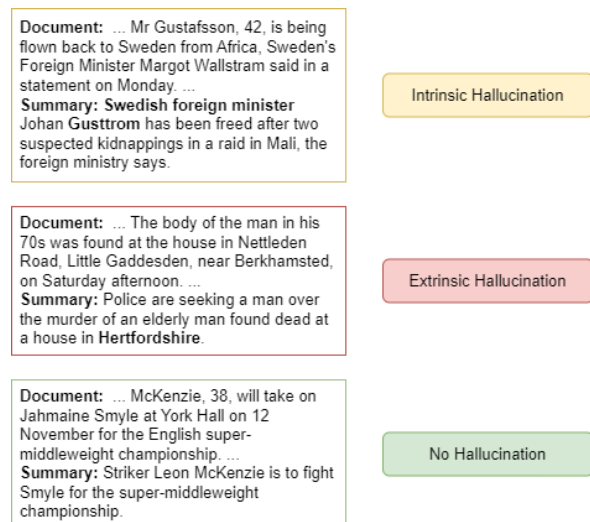 Document: ... Mr Gustafsson, 42, is being
flown back to Sweden from Africa, Sweden's
Foreign Minister Margot Wallstram said in a
statement on Monday. ...
Summary: Swedish foreign minister
Johan Gusttrom has been freed after two
suspected kidnappings in a raid in Mali, the
foreign ministry says.
Intrinsic Hallucination
Document: ... The body of the man in his
70s was found at the house in Nettleden
Road, Little Gaddesden, near Berkhamsted,
on Saturday afternoon. ...
Summary: Police are seeking a man over
the murder of an elderly man found dead at
a house in Hertfordshire.
Extrinsic Hallucination
Document: ... McKenzie, 38, will take on
Jahmaine Smyle at York Hall on 12
November for the English super-
middleweight championship. ...
Summary: Striker Leon McKenzie is to fight
Smyle for the super-middleweight
championship.
No Hallucination